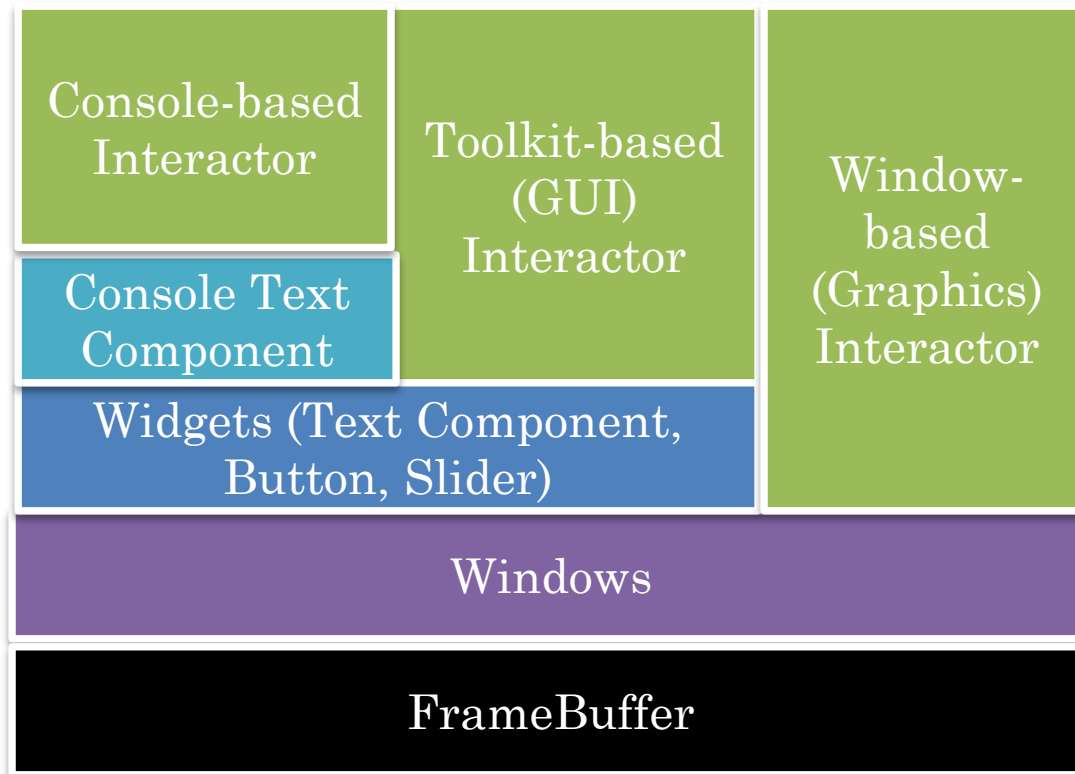 Console-based
Interactor
Toolkit-based
(GUI)
Interactor
Window-
based
(Graphics)
Interactor
Console Text
Component
Widgets (Text Component,
Button, Slider)
Windows
FrameBuffer